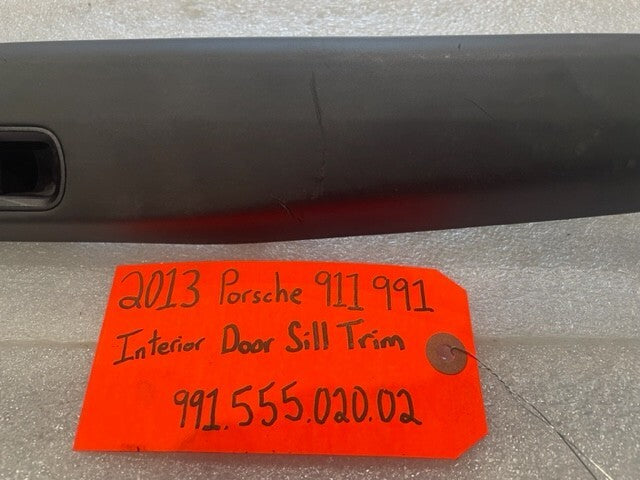 2013 Porsche 911 991
Interior Door Sill Trim
991.555.020.02